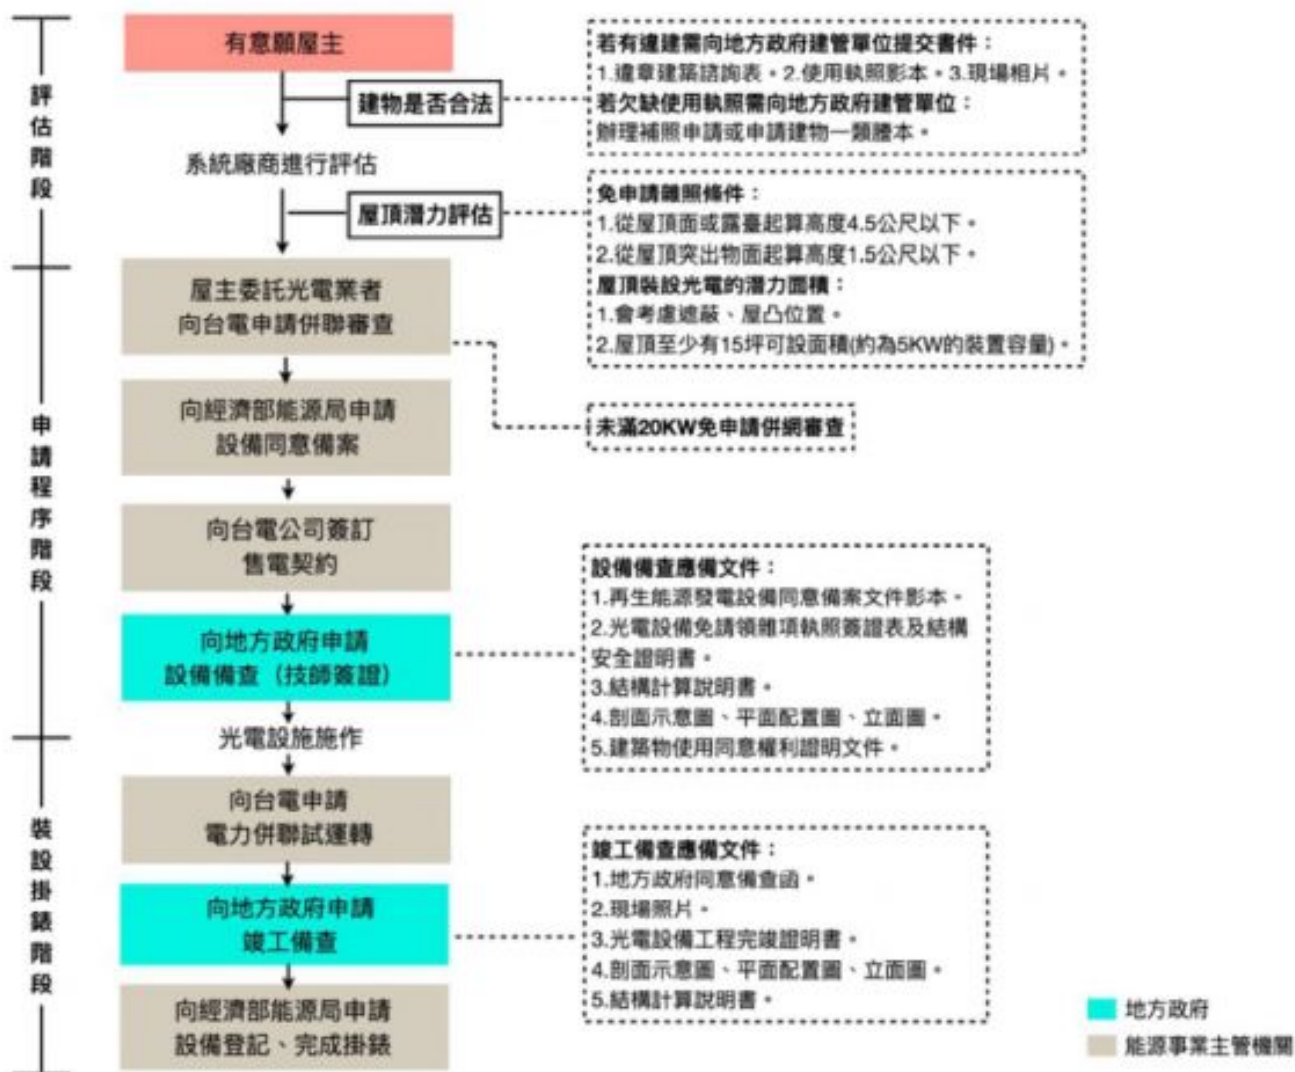 評估階段
有意願屋主
建物是否合法
若有違建需向地方政府建管單位提交書件：
1.違章建築諮詢表。2.使用執照影本。3.現場相片。
若欠缺使用執照需向地方政府建管單位：
辦理補照申請或申請建物一類謄本。
系統廠商進行評估
屋頂潛力評估
免申請雜照條件：
1.從屋頂面或露臺起算高度4.5公尺以下。
2.從屋頂突出物面起算高度1.5公尺以下。
屋頂裝設光電的潛力面積：
1.會考慮遮蔽、屋凸位置。
2.屋頂至少有15坪可設面積(約為5KW的裝置容量)。
申請程序階段
屋主委託光電業者
向台電申請併聯審查
未滿20KW免申請併網審查
向經濟部能源局申請
設備同意備案
向台電公司簽訂
售電契約
向地方政府申請
設備備查（技師簽證）
設備備查應備文件：
1.再生能源發電設備同意備案文件影本。
2.光電設備免請領雜項執照簽證表及結構
安全證明書。
3.結構計算說明書。
4.剖面示意圖、平面配置圖、立面圖。
5.建築物使用同意權利證明文件。
光電設施施作
裝設掛錶階段
向台電申請
電力併聯試運轉
向地方政府申請
竣工備查
竣工備查應備文件：
1.地方政府同意備查函。
2.現場照片。
3.光電設備工程完竣證明書。
4.剖面示意圖、平面配置圖、立面圖。
5.結構計算說明書。
向經濟部能源局申請
設備登記、完成掛錶
地方政府
能源事業主管機關